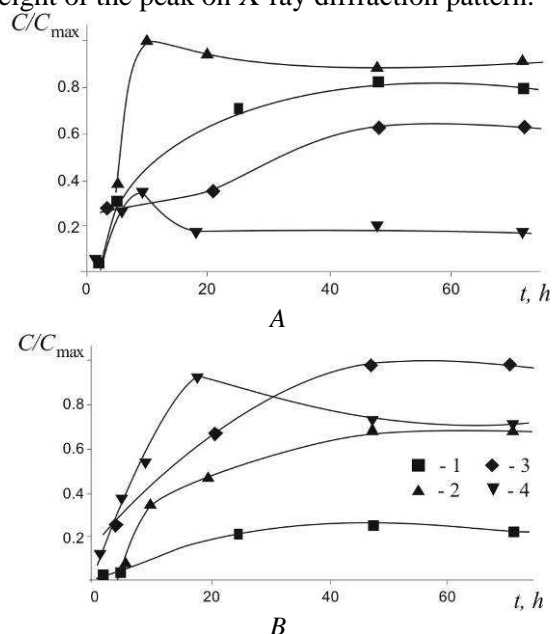 eight of the peak on X-ray diffraction pattern.
C/Cmax
0.8
0.6
0.4
0.2
0 20 40 60
t, h
A
C/Cmax
0.8
0.6
0.4
0.2
- 1 - 3
- 2 - 4
0 20 40 60
t, h
B